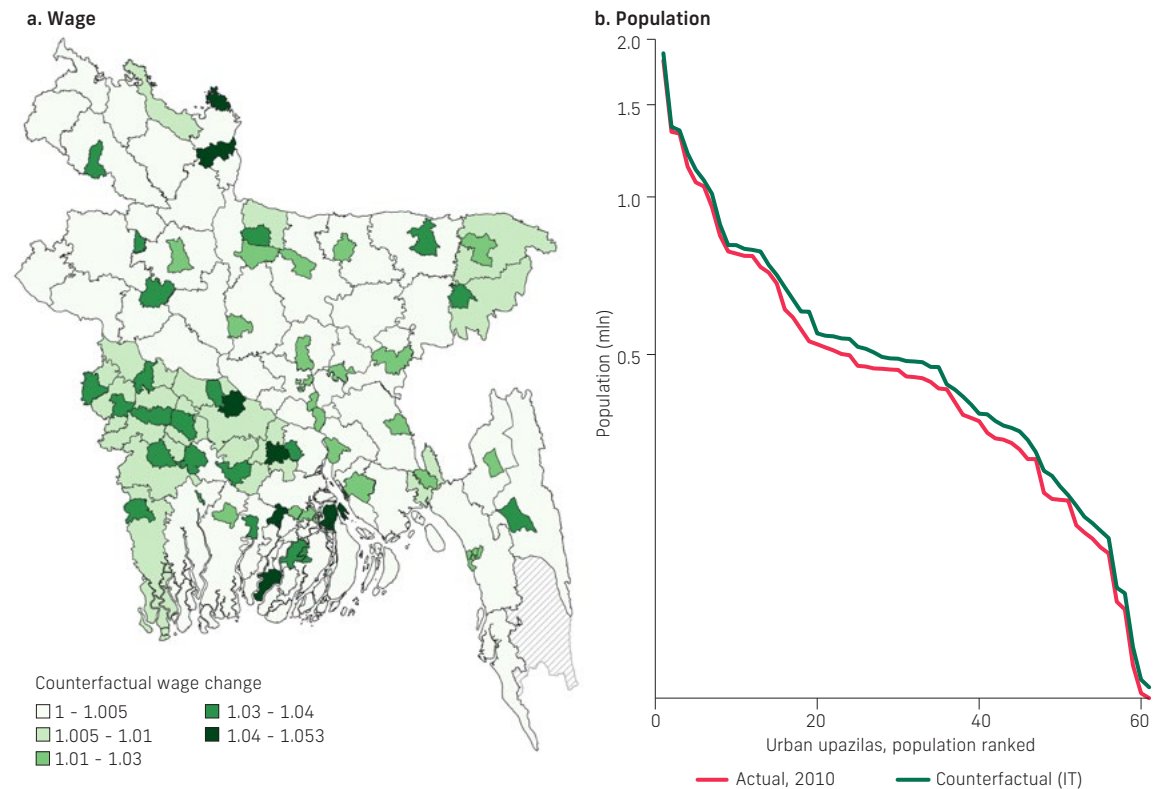 a. Wage
Counterfactual wage change
1 - 1.005
1.005 - 1.01
1.01 - 1.03
1.03 - 1.04
1.04 - 1.053
b. Population
2.0
1.5
1.0
0.5
Population (mln)
0
20
40
60
Urban upazilas, population ranked
Actual, 2010
Counterfactual (IT)